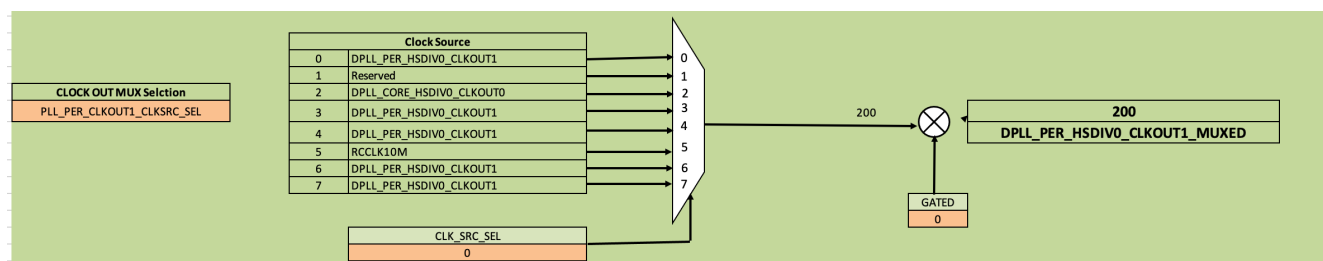 Clock Source
0 DPLL_PER_HSDIV0_CLKOUT1
1 Reserved
2 DPLL_CORE_HSDIV0_CLKOUT0
3 DPLL_PER_HSDIV0_CLKOUT1
4 DPLL_PER_HSDIV0_CLKOUT1
5 RCCLK10M
6 DPLL_PER_HSDIV0_CLKOUT1
7 DPLL_PER_HSDIV0_CLKOUT1
CLOCK OUT MUX Selction
PLL_PER_CLKOUT1_CLKSRC_SEL
0
1
2
3
4
5
6
7
200
200
DPLL_PER_HSDIV0_CLKOUT1_MUXED
GATED
0
CLK_SRC_SEL
0